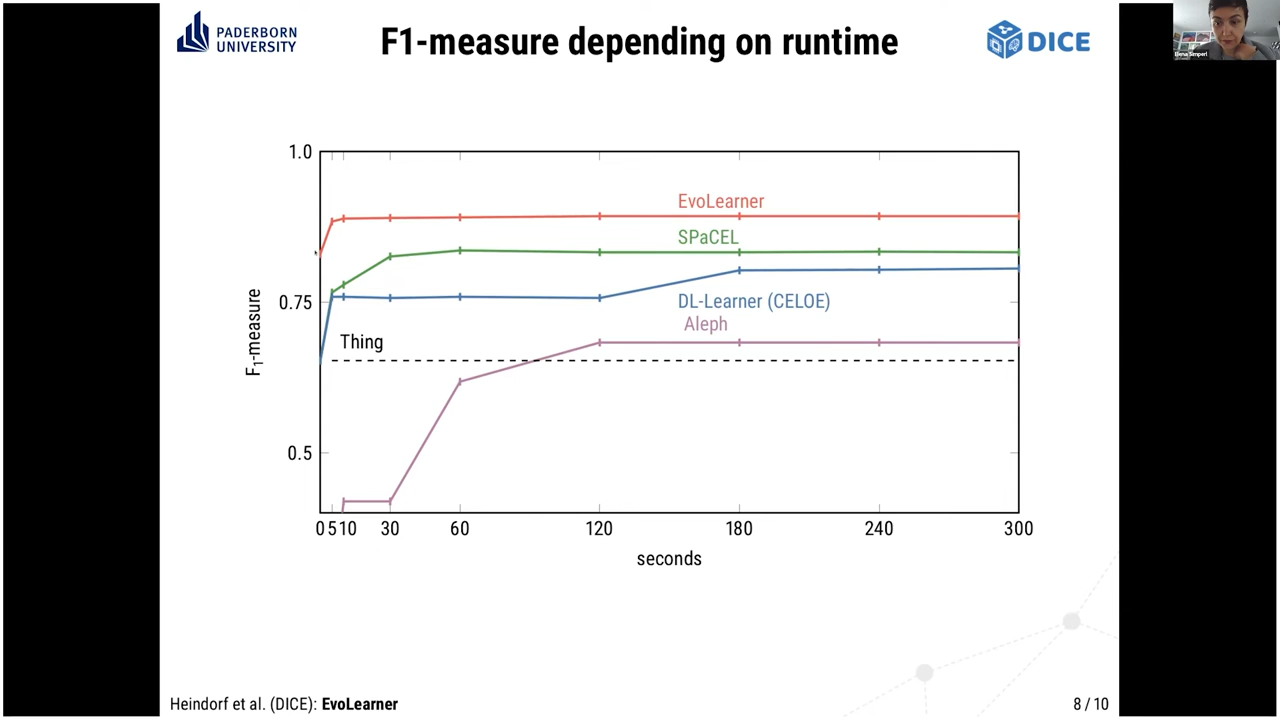 PADERBORN
UNIVERSITY
F1-measure depending on runtime
DICE
Elena Simperl
1.0
0.75
0.5
F1-measure
EvoLearner
SPaCEL
DL-Learner (CELOE)
Aleph
Thing
0 5 10 30 60 120 180 240 300
seconds
Heindorf et al. (DICE): EvoLearner
8 / 10